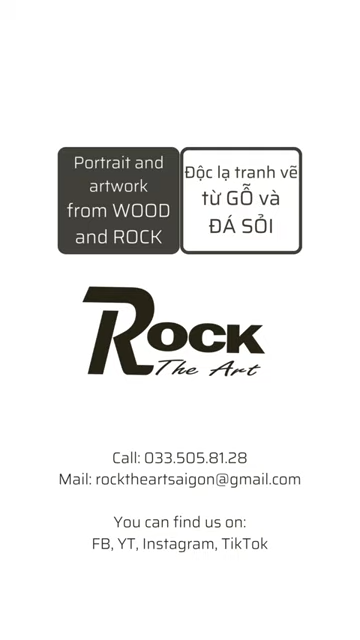 Portrait and
artwork
from WOOD
and ROCK
Độc lạ tranh vẽ
từ GỖ và
ĐÁ SỎI
ROCK
The Art
Call: 033.505.81.28
Mail: rocktheartsaigon@gmail.com
You can find us on:
FB, YT, Instagram, TikTok